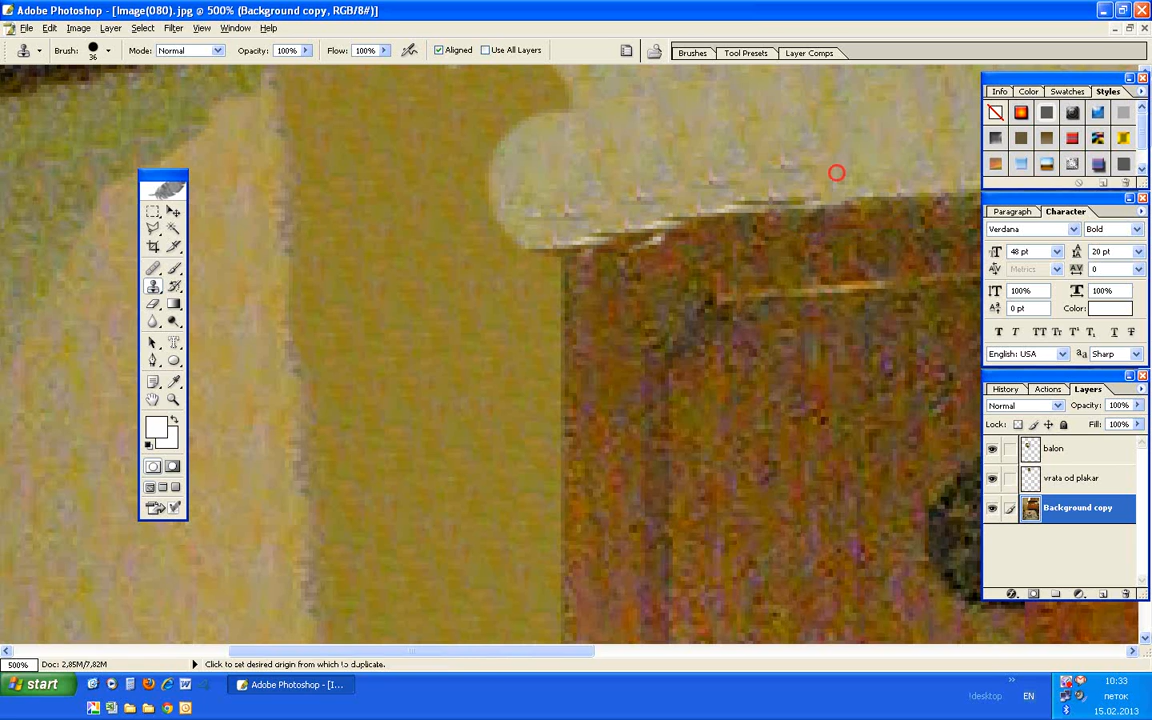 Adobe Photoshop - [Image(080).jpg @ 500% (Background copy, RGB/8#)]
File Edit Image Layer Select Filter View Window Help
Brush: 36 Mode: Normal Opacity: 100% Flow: 100% Aligned Use All Layers Brushes Tool Presets Layer Comps
Info Color Swatches Styles
Paragraph Character
Verdana Bold
48 pt 20 pt
Metrics 0
100% 100%
0 pt Color:
T T TT Tr T¹ T₁ T T
English: USA aa Sharp
History Actions Layers
Normal Opacity: 100%
Lock: Fill: 100%
balon
vrata od plakar
Background copy
500% Doc: 2,85M/7,82M Click to set desired origin from which to duplicate.
start Adobe Photoshop - [I... desktop EN
10:33
петок
15.02.2013